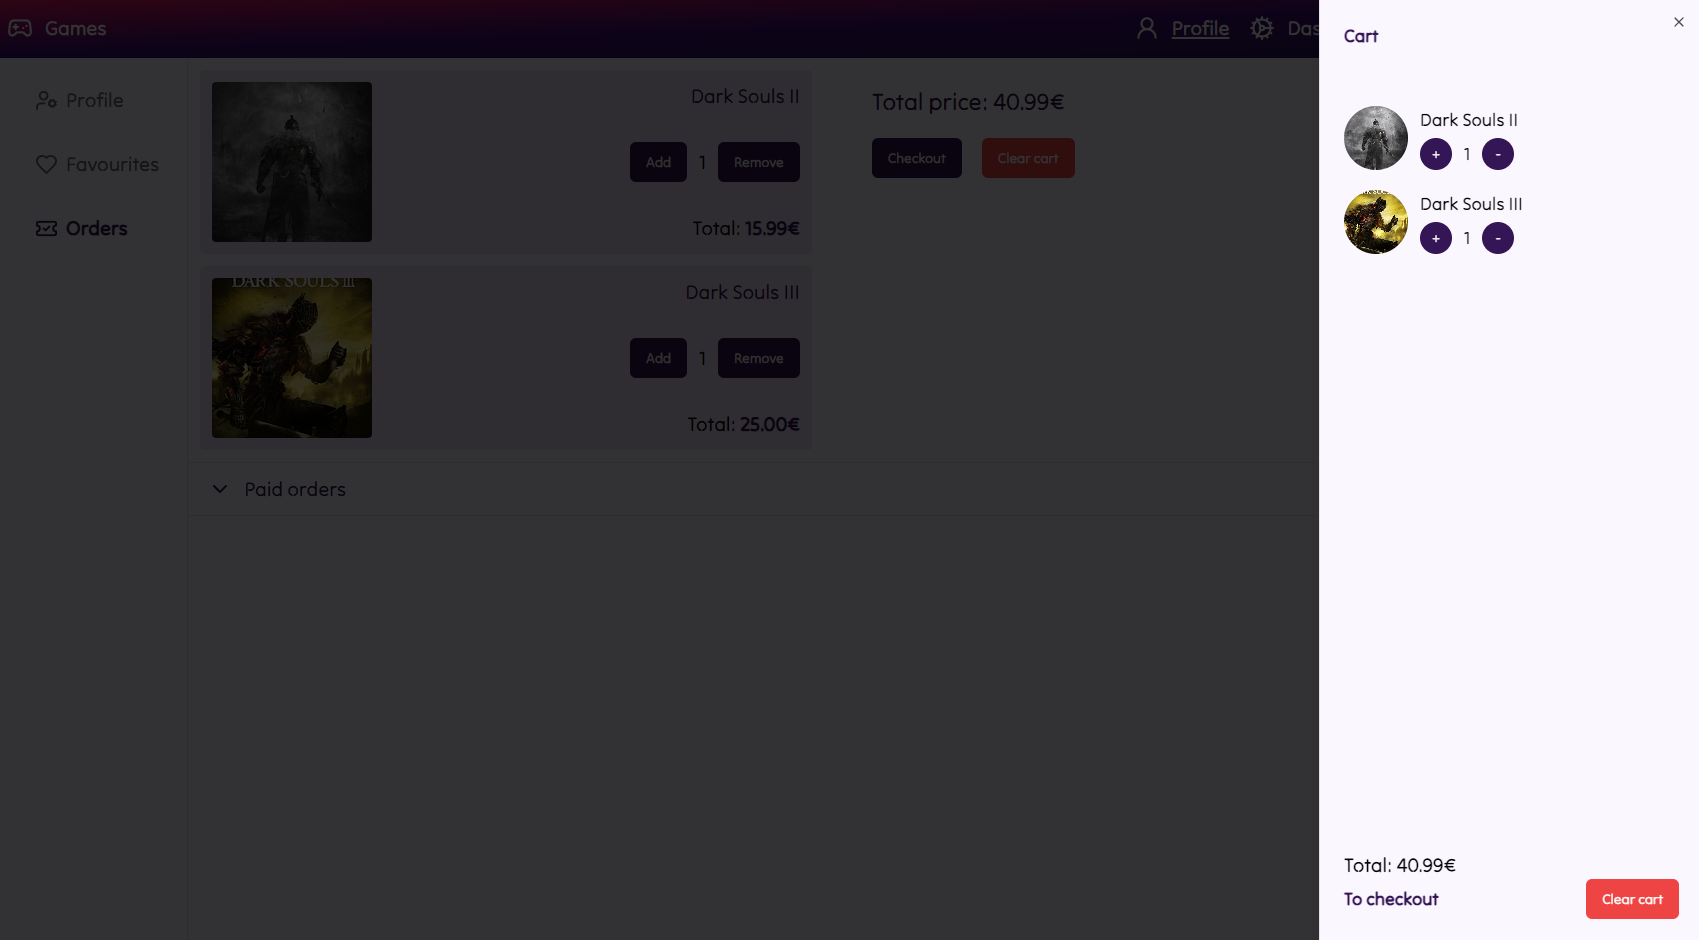 Games
Profile
Das
Profile
Favourites
Orders
Dark Souls II
Add 1 Remove
Total: 15.99€
DARK SOULS III
Dark Souls III
Add 1 Remove
Total: 25.00€
Total price: 40.99€
Checkout
Clear cart
Paid orders
Cart
Dark Souls II
+ 1 -
Dark Souls III
+ 1 -
Total: 40.99€
To checkout
Clear cart